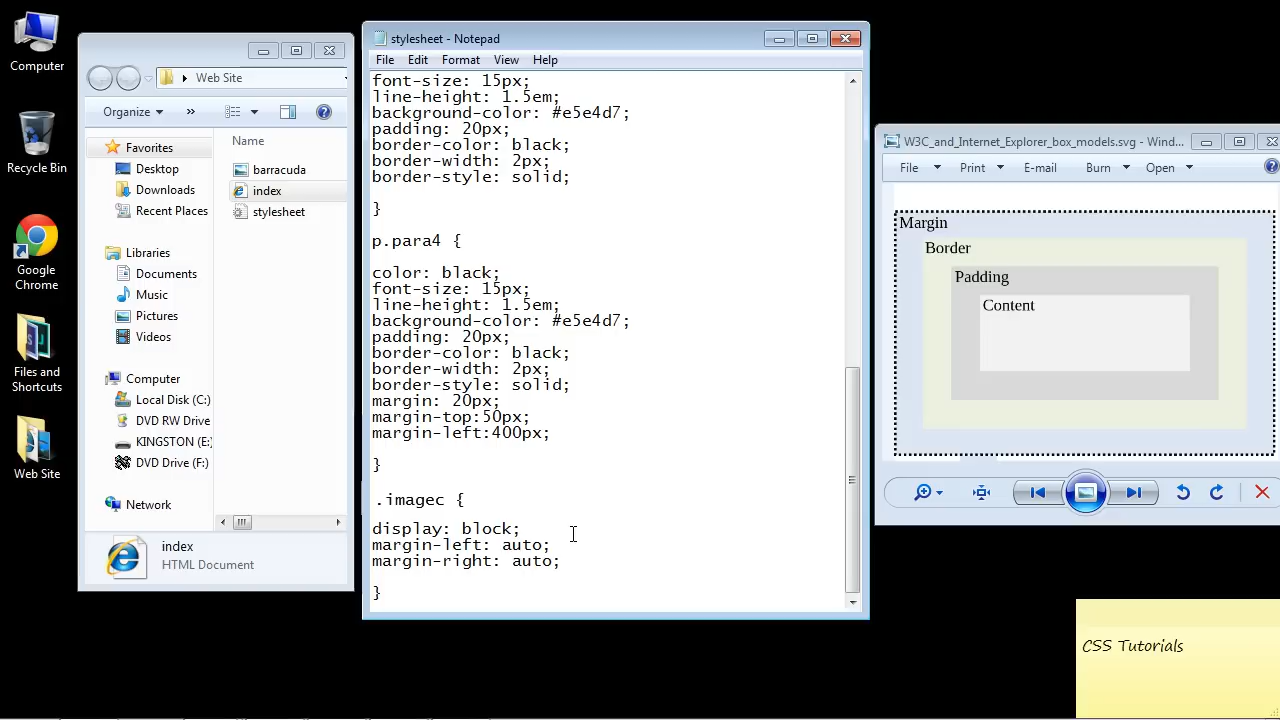 Computer
Recycle Bin
Google
Chrome
Files and
Shortcuts
Web Site
Web Site
Organize
»
Name
Favorites
Desktop
Downloads
Recent Places
Libraries
Documents
Music
Pictures
Videos
Computer
Local Disk (C:)
DVD RW Drive
KINGSTON (E:)
DVD Drive (F:)
Network
barracuda
index
stylesheet
index
HTML Document
stylesheet - Notepad
File Edit Format View Help
font-size: 15px;
line-height: 1.5em;
background-color: #e5e4d7;
padding: 20px;
border-color: black;
border-width: 2px;
border-style: solid;
}
p.para4 {
color: black;
font-size: 15px;
line-height: 1.5em;
background-color: #e5e4d7;
padding: 20px;
border-color: black;
border-width: 2px;
border-style: solid;
margin: 20px;
margin-top:50px;
margin-left:400px;
}
.imagec {
display: block;
margin-left: auto;
margin-right: auto;
}
W3C_and_Internet_Explorer_box_models.svg - Wind...
File Print E-mail Burn Open
Margin
Border
Padding
Content
CSS Tutorials